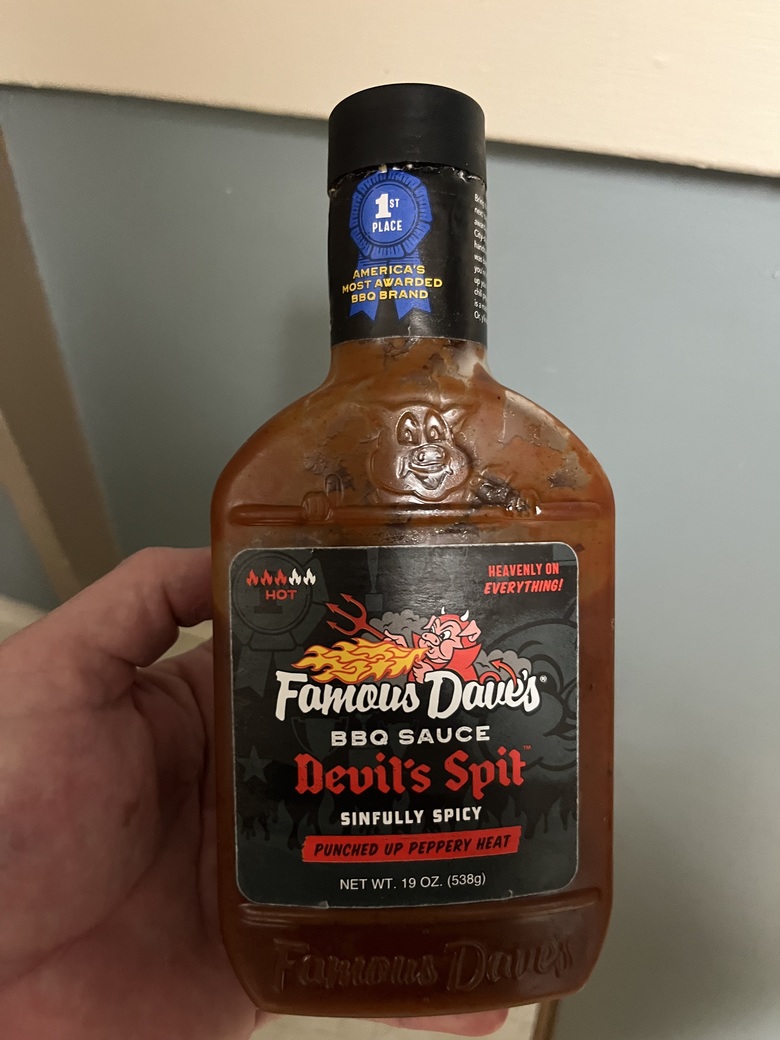 1ST
PLACE
AMERICA'S
MOST AWARDED
BBQ BRAND
HOT
HEAVENLY ON
EVERYTHING!
Famous Dave's®
BBQ SAUCE
Devil's Spit™
SINFULLY SPICY
PUNCHED UP PEPPERY HEAT
NET WT. 19 OZ. (538g)
Famous Dave's